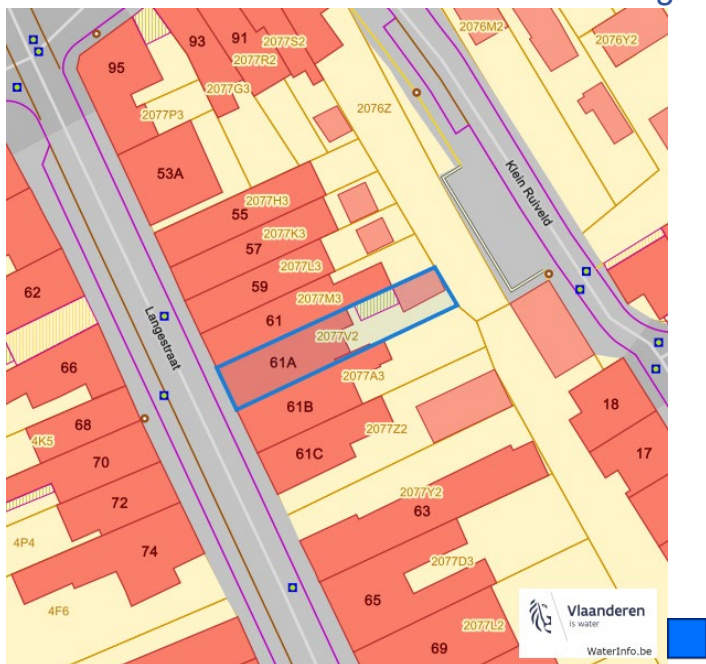 93
91
2077S2
2077R2
2076M2
2076Y2
95
2077G3
2077P3
2076Z
53A
Klein Ruiveld
2077H3
55
2077K3
57
2077L3
59
62
2077M3
61
Langestraat
2077V2
61A
66
2077A3
61B
18
68
2077Z2
4K5
61C
17
70
2077Y2
72
63
4P4
74
2077D3
65
4F6
2077L2
69
Vlaanderen
is water
WaterInfo.be